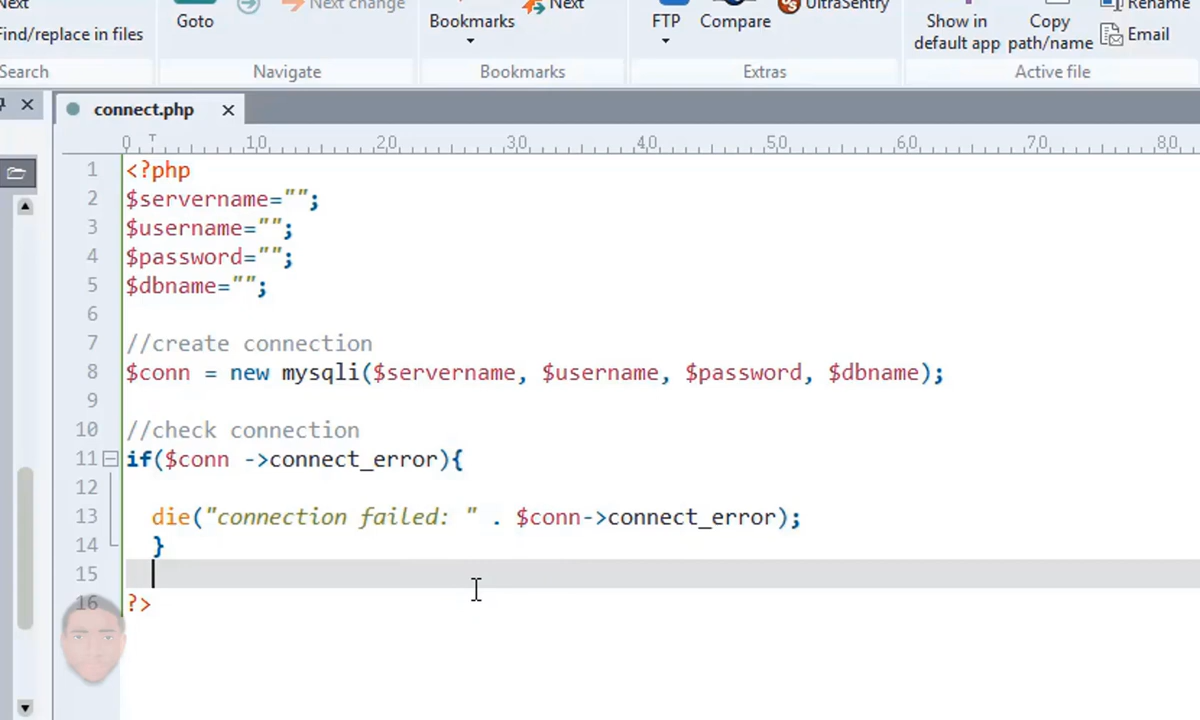 Next
Find/replace in files
Search
Goto
Next change
Navigate
Bookmarks
Next
Bookmarks
FTP
Compare
UltraSentry
Extras
Show in
default app
Copy
path/name
Rename
Email
Active file
connect.php
0 10 20 30 40 50 60 70 80
1 <?php
2 $servername="";
3 $username="";
4 $password="";
5 $dbname="";
6
7 //create connection
8 $conn = new mysqli($servername, $username, $password, $dbname);
9
10 //check connection
11 if($conn ->connect_error){
12
13 die("connection failed: " . $conn->connect_error);
14 }
15
16 ?>